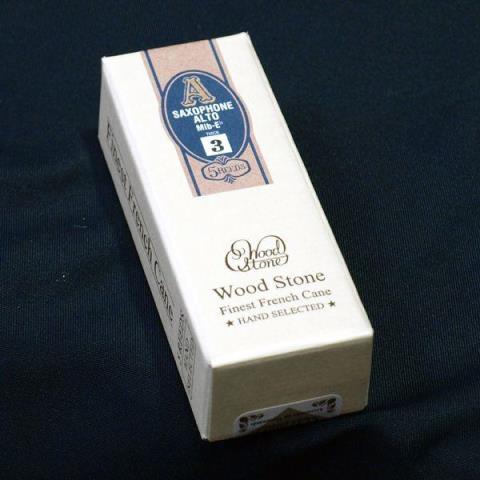 A
SAXOPHONE
ALTO
Mib-Eb
THICK
3
5 REEDS
Wood
Stone
Wood Stone
Finest French Cane
★ HAND SELECTED ★
Finest French Cane